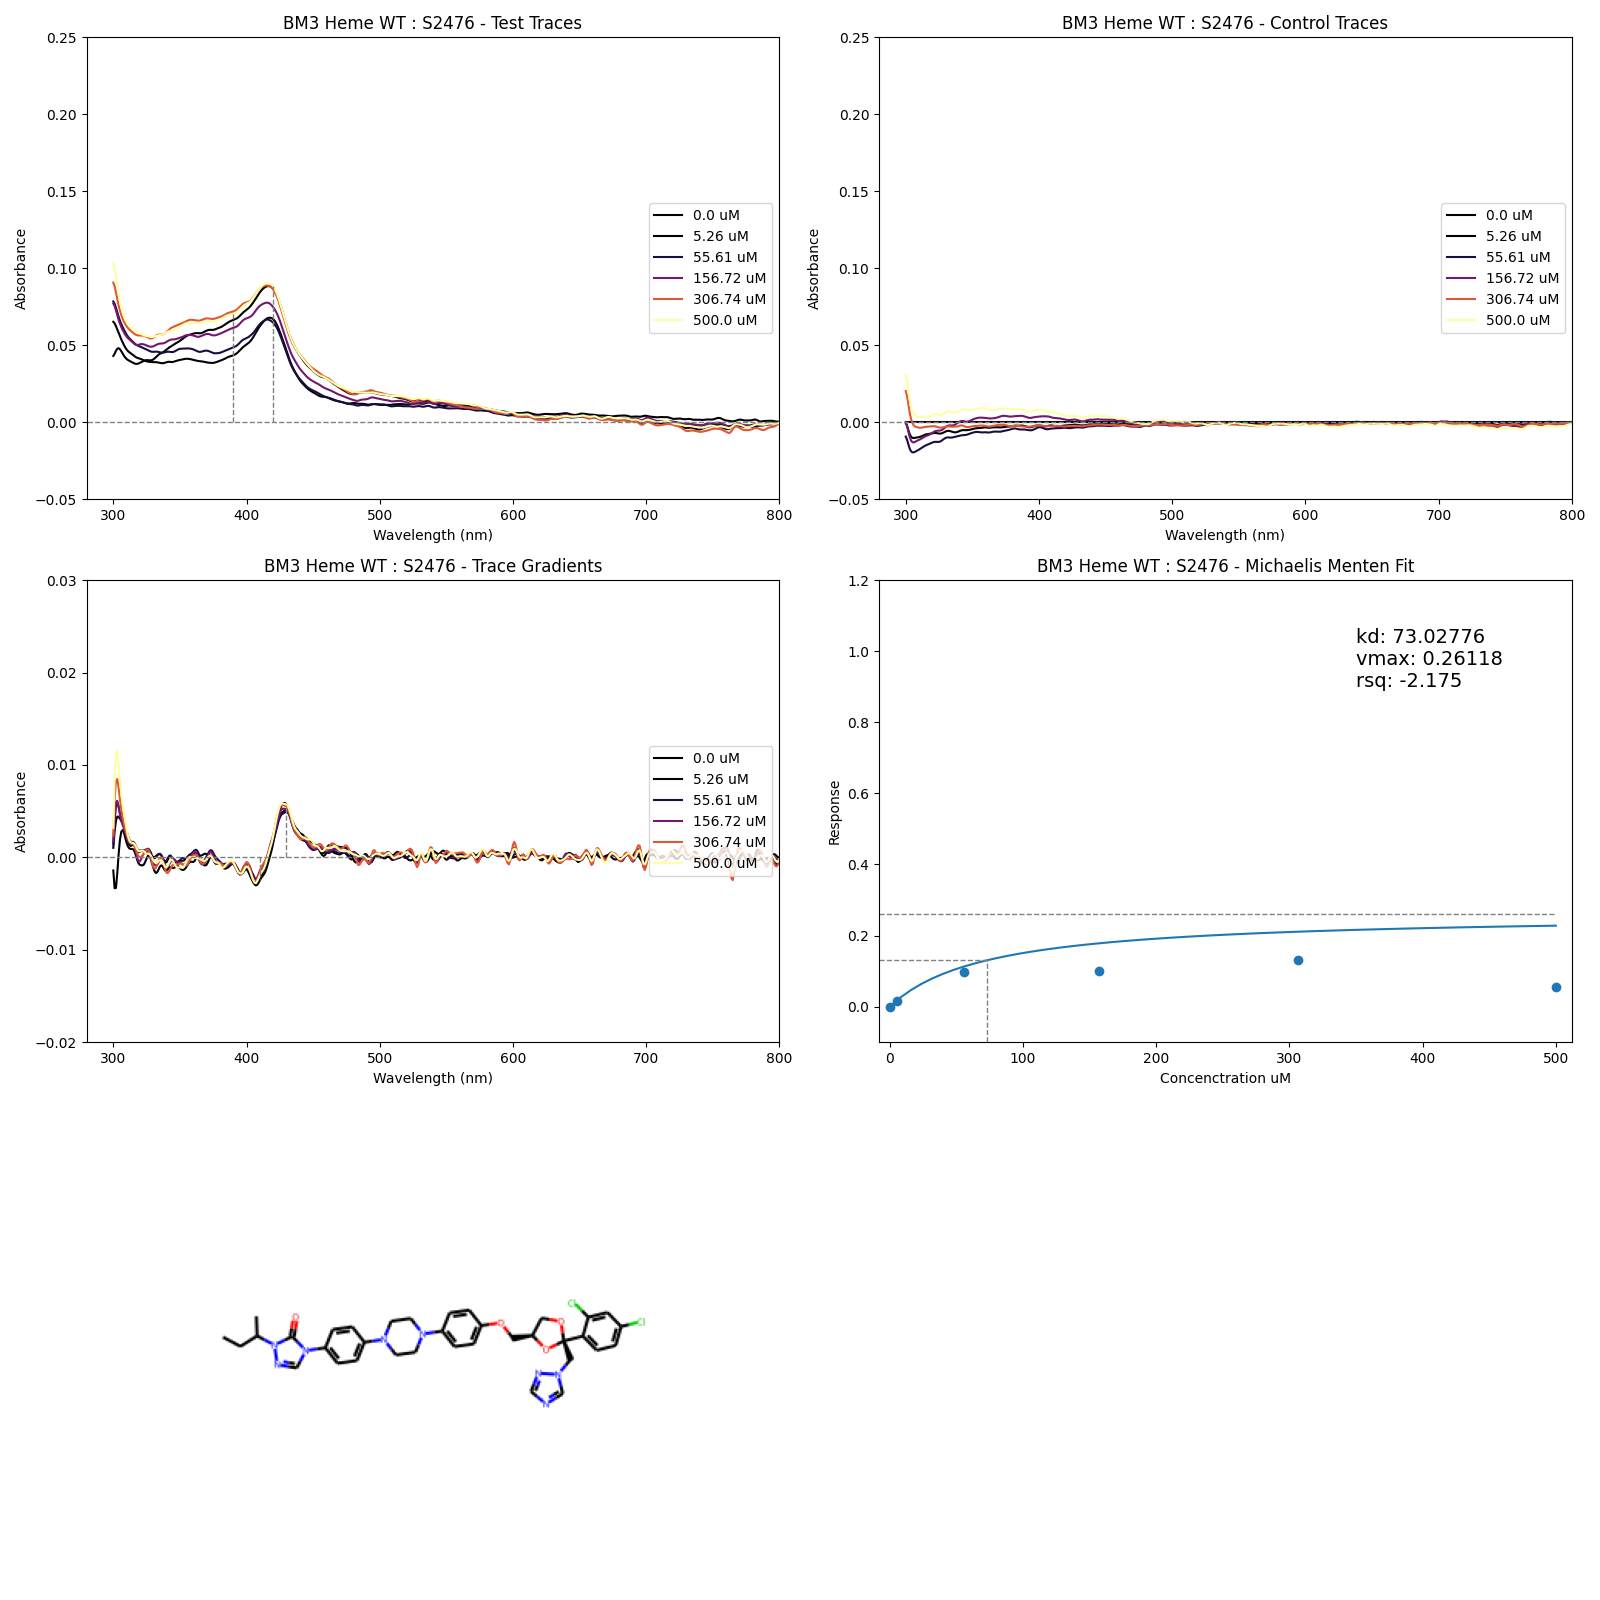 BM3 Heme WT : S2476 - Test Traces
Absorbance
0.25
0.20
0.15
0.10
0.05
0.00
−0.05
300 400 500 600 700 800
Wavelength (nm)
0.0 uM
5.26 uM
55.61 uM
156.72 uM
306.74 uM
500.0 uM
BM3 Heme WT : S2476 - Control Traces
Absorbance
0.25
0.20
0.15
0.10
0.05
0.00
−0.05
300 400 500 600 700 800
Wavelength (nm)
0.0 uM
5.26 uM
55.61 uM
156.72 uM
306.74 uM
500.0 uM
BM3 Heme WT : S2476 - Trace Gradients
Absorbance
0.03
0.02
0.01
0.00
−0.01
−0.02
300 400 500 600 700 800
Wavelength (nm)
0.0 uM
5.26 uM
55.61 uM
156.72 uM
306.74 uM
500.0 uM
BM3 Heme WT : S2476 - Michaelis Menten Fit
Response
1.2
1.0
0.8
0.6
0.4
0.2
0.0
0 100 200 300 400 500
Concenctration uM
kd: 73.02776
vmax: 0.26118
rsq: -2.175
O
N
N
N
N
N
O
O
O
Cl
Cl
N
N
N